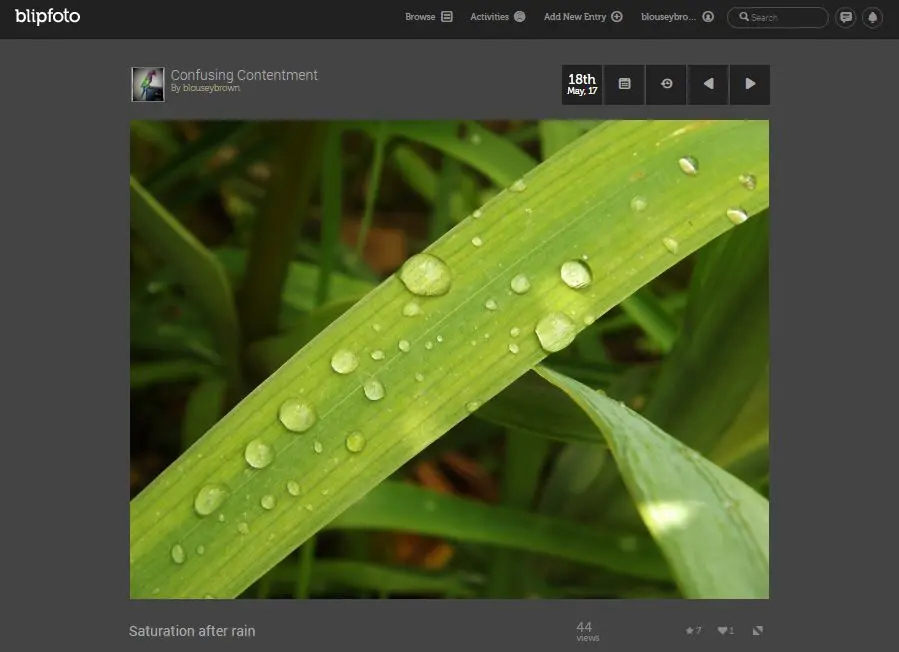 blipfoto
Browse Activities Add New Entry blouseybro... Search
Confusing Contentment
By blouseybrown.
18th
May, 17
Saturation after rain
44
views
7 1